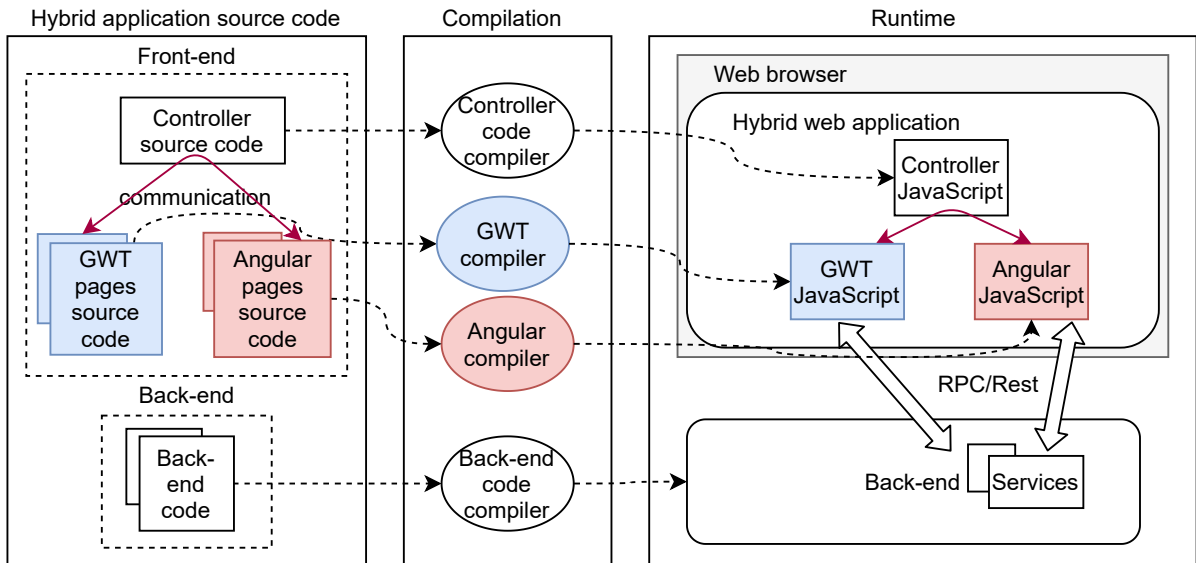 Hybrid application source code
Front-end
Controller
source code
communication
GWT
pages
source
code
Angular
pages
source
code
Back-end
Back-
end
code
Compilation
Controller
code
compiler
GWT
compiler
Angular
compiler
Back-end
code
compiler
Runtime
Web browser
Hybrid web application
Controller
JavaScript
GWT
JavaScript
Angular
JavaScript
RPC/Rest
Back-end
Services